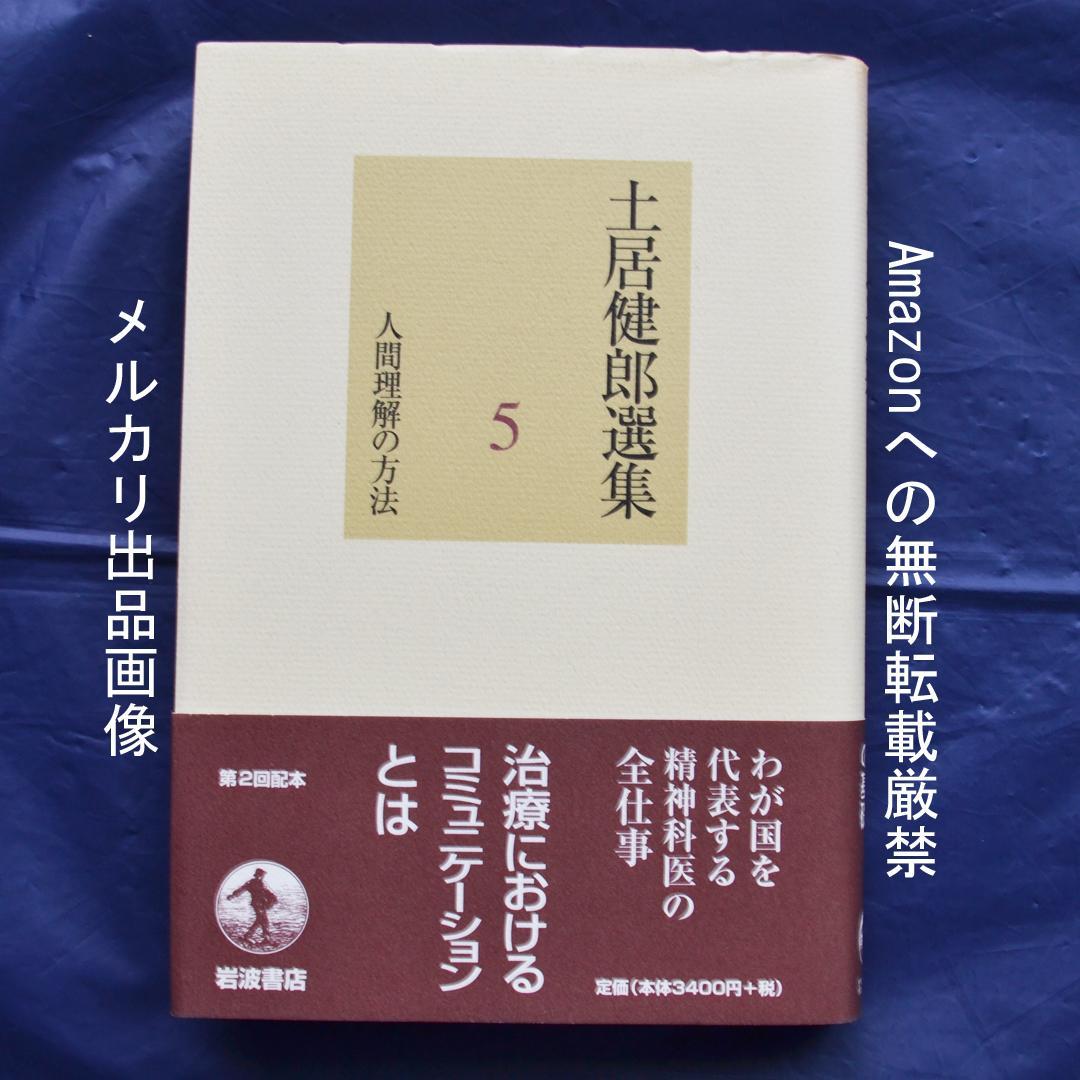 Amazonへの無断転載厳禁
土居健郎選集
5
人間理解の方法
わが国を
代表する
精神科医の
全仕事
定価(本体3400円+税)
治療における
コミュニケーション
とは
第2回配本
岩波書店
メルカリ出品画像